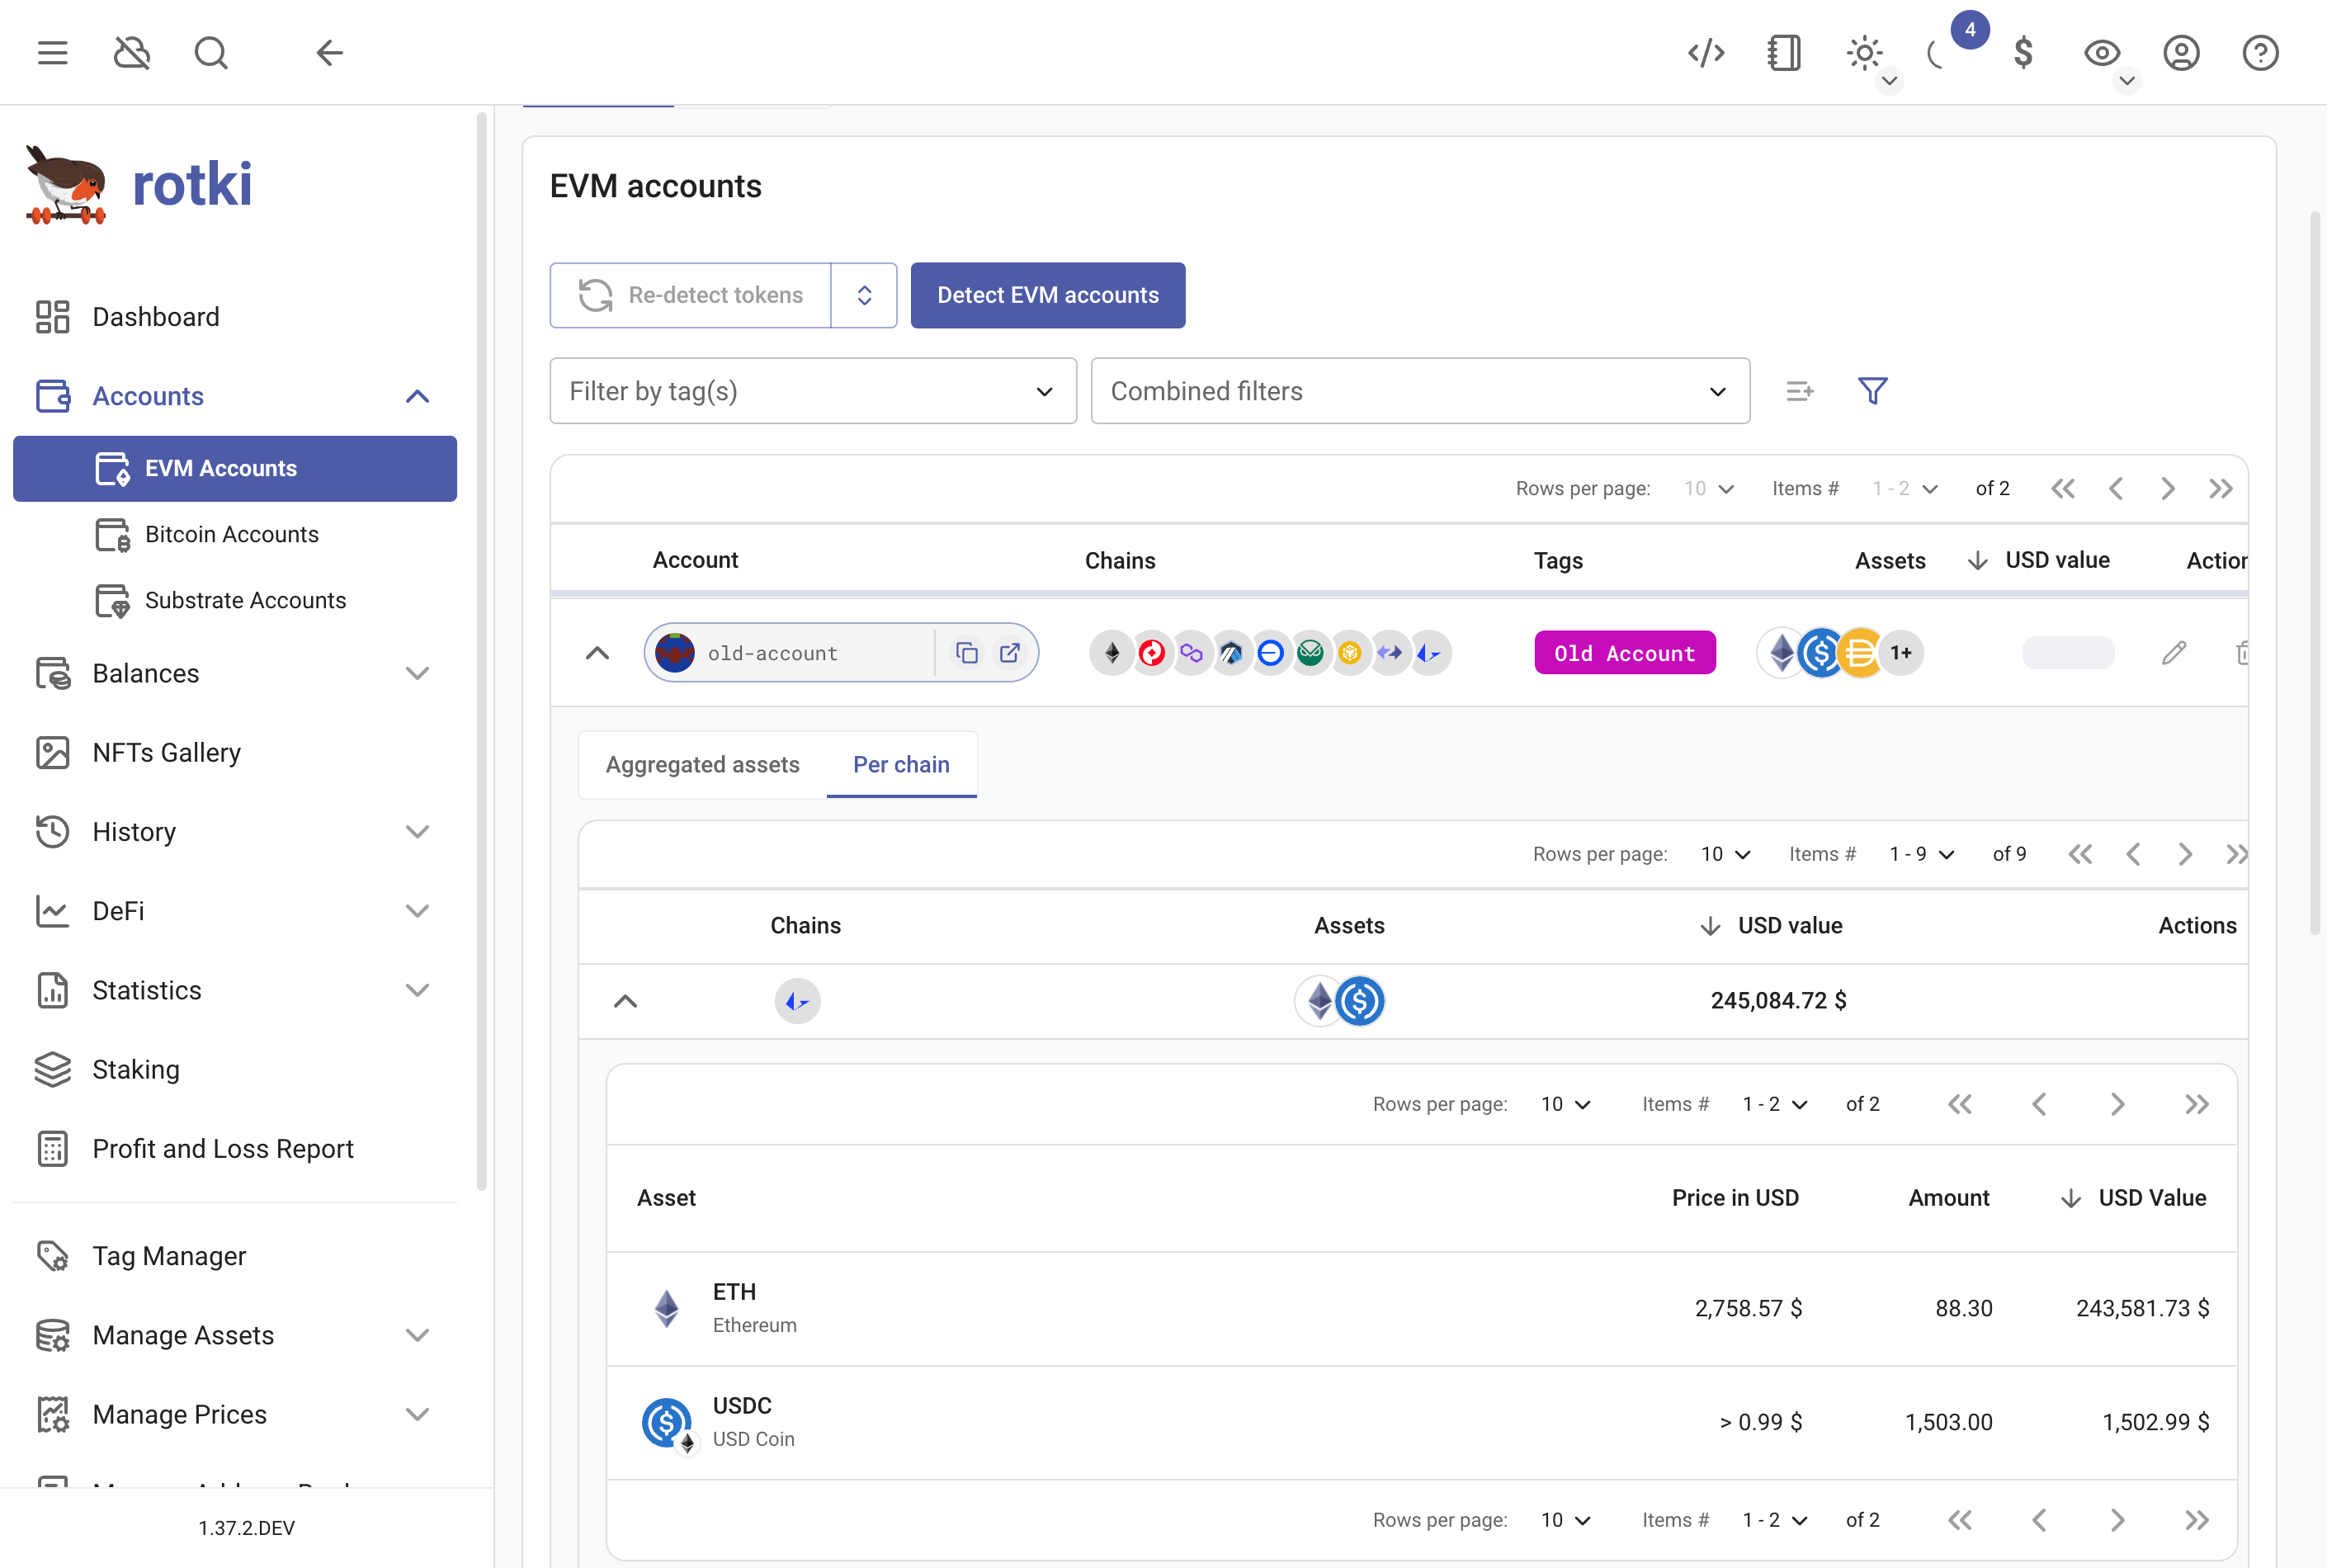 4
rotki
Dashboard
Accounts
EVM Accounts
Bitcoin Accounts
Substrate Accounts
Balances
NFTs Gallery
History
DeFi
Statistics
Staking
Profit and Loss Report
Tag Manager
Manage Assets
Manage Prices
1.37.2.DEV
EVM accounts
Re-detect tokens
Detect EVM accounts
Filter by tag(s)
Combined filters
Rows per page: 10 Items # 1 - 2 of 2
Account Chains Tags Assets USD value Action
old-account Old Account 1+
Aggregated assets Per chain
Rows per page: 10 Items # 1 - 9 of 9
Chains Assets USD value Actions
245,084.72 $
Rows per page: 10 Items # 1 - 2 of 2
Asset Price in USD Amount USD Value
ETH
Ethereum
2,758.57 $ 88.30 243,581.73 $
USDC
USD Coin
> 0.99 $ 1,503.00 1,502.99 $
Rows per page: 10 Items # 1 - 2 of 2